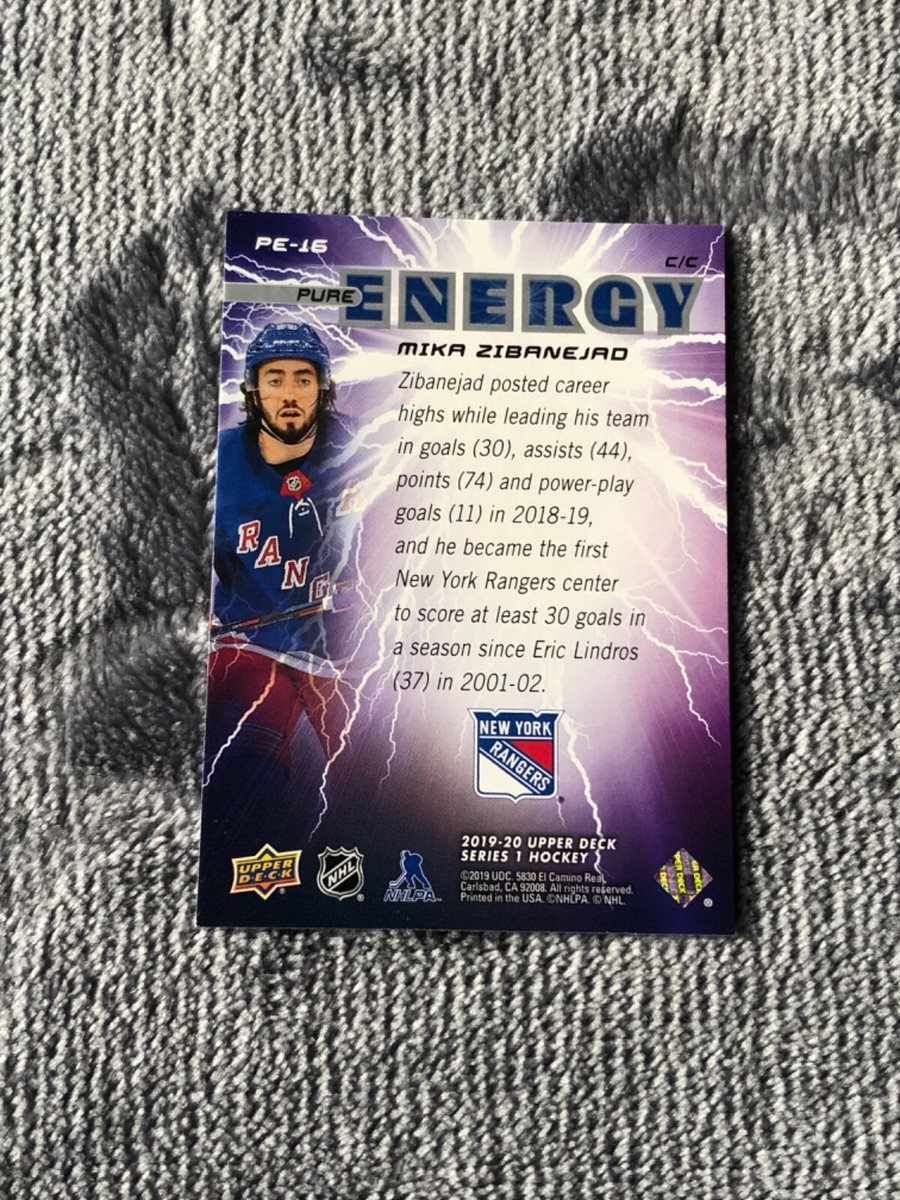 PE-16
C/C
PURE ENERGY
MIKA ZIBANEJAD
Zibanejad posted career
highs while leading his team
in goals (30), assists (44),
points (74) and power-play
goals (11) in 2018-19,
and he became the first
New York Rangers center
to score at least 30 goals in
a season since Eric Lindros
(37) in 2001-02.
RANG
NEW YORK
RANGERS
2019-20 UPPER DECK
SERIES 1 HOCKEY
©2019 UDC. 5830 El Camino Real,
Carlsbad, CA 92008. All rights reserved.
Printed in the USA. ©NHLPA. © NHL.
UPPER
DECK
NHL
NHLPA